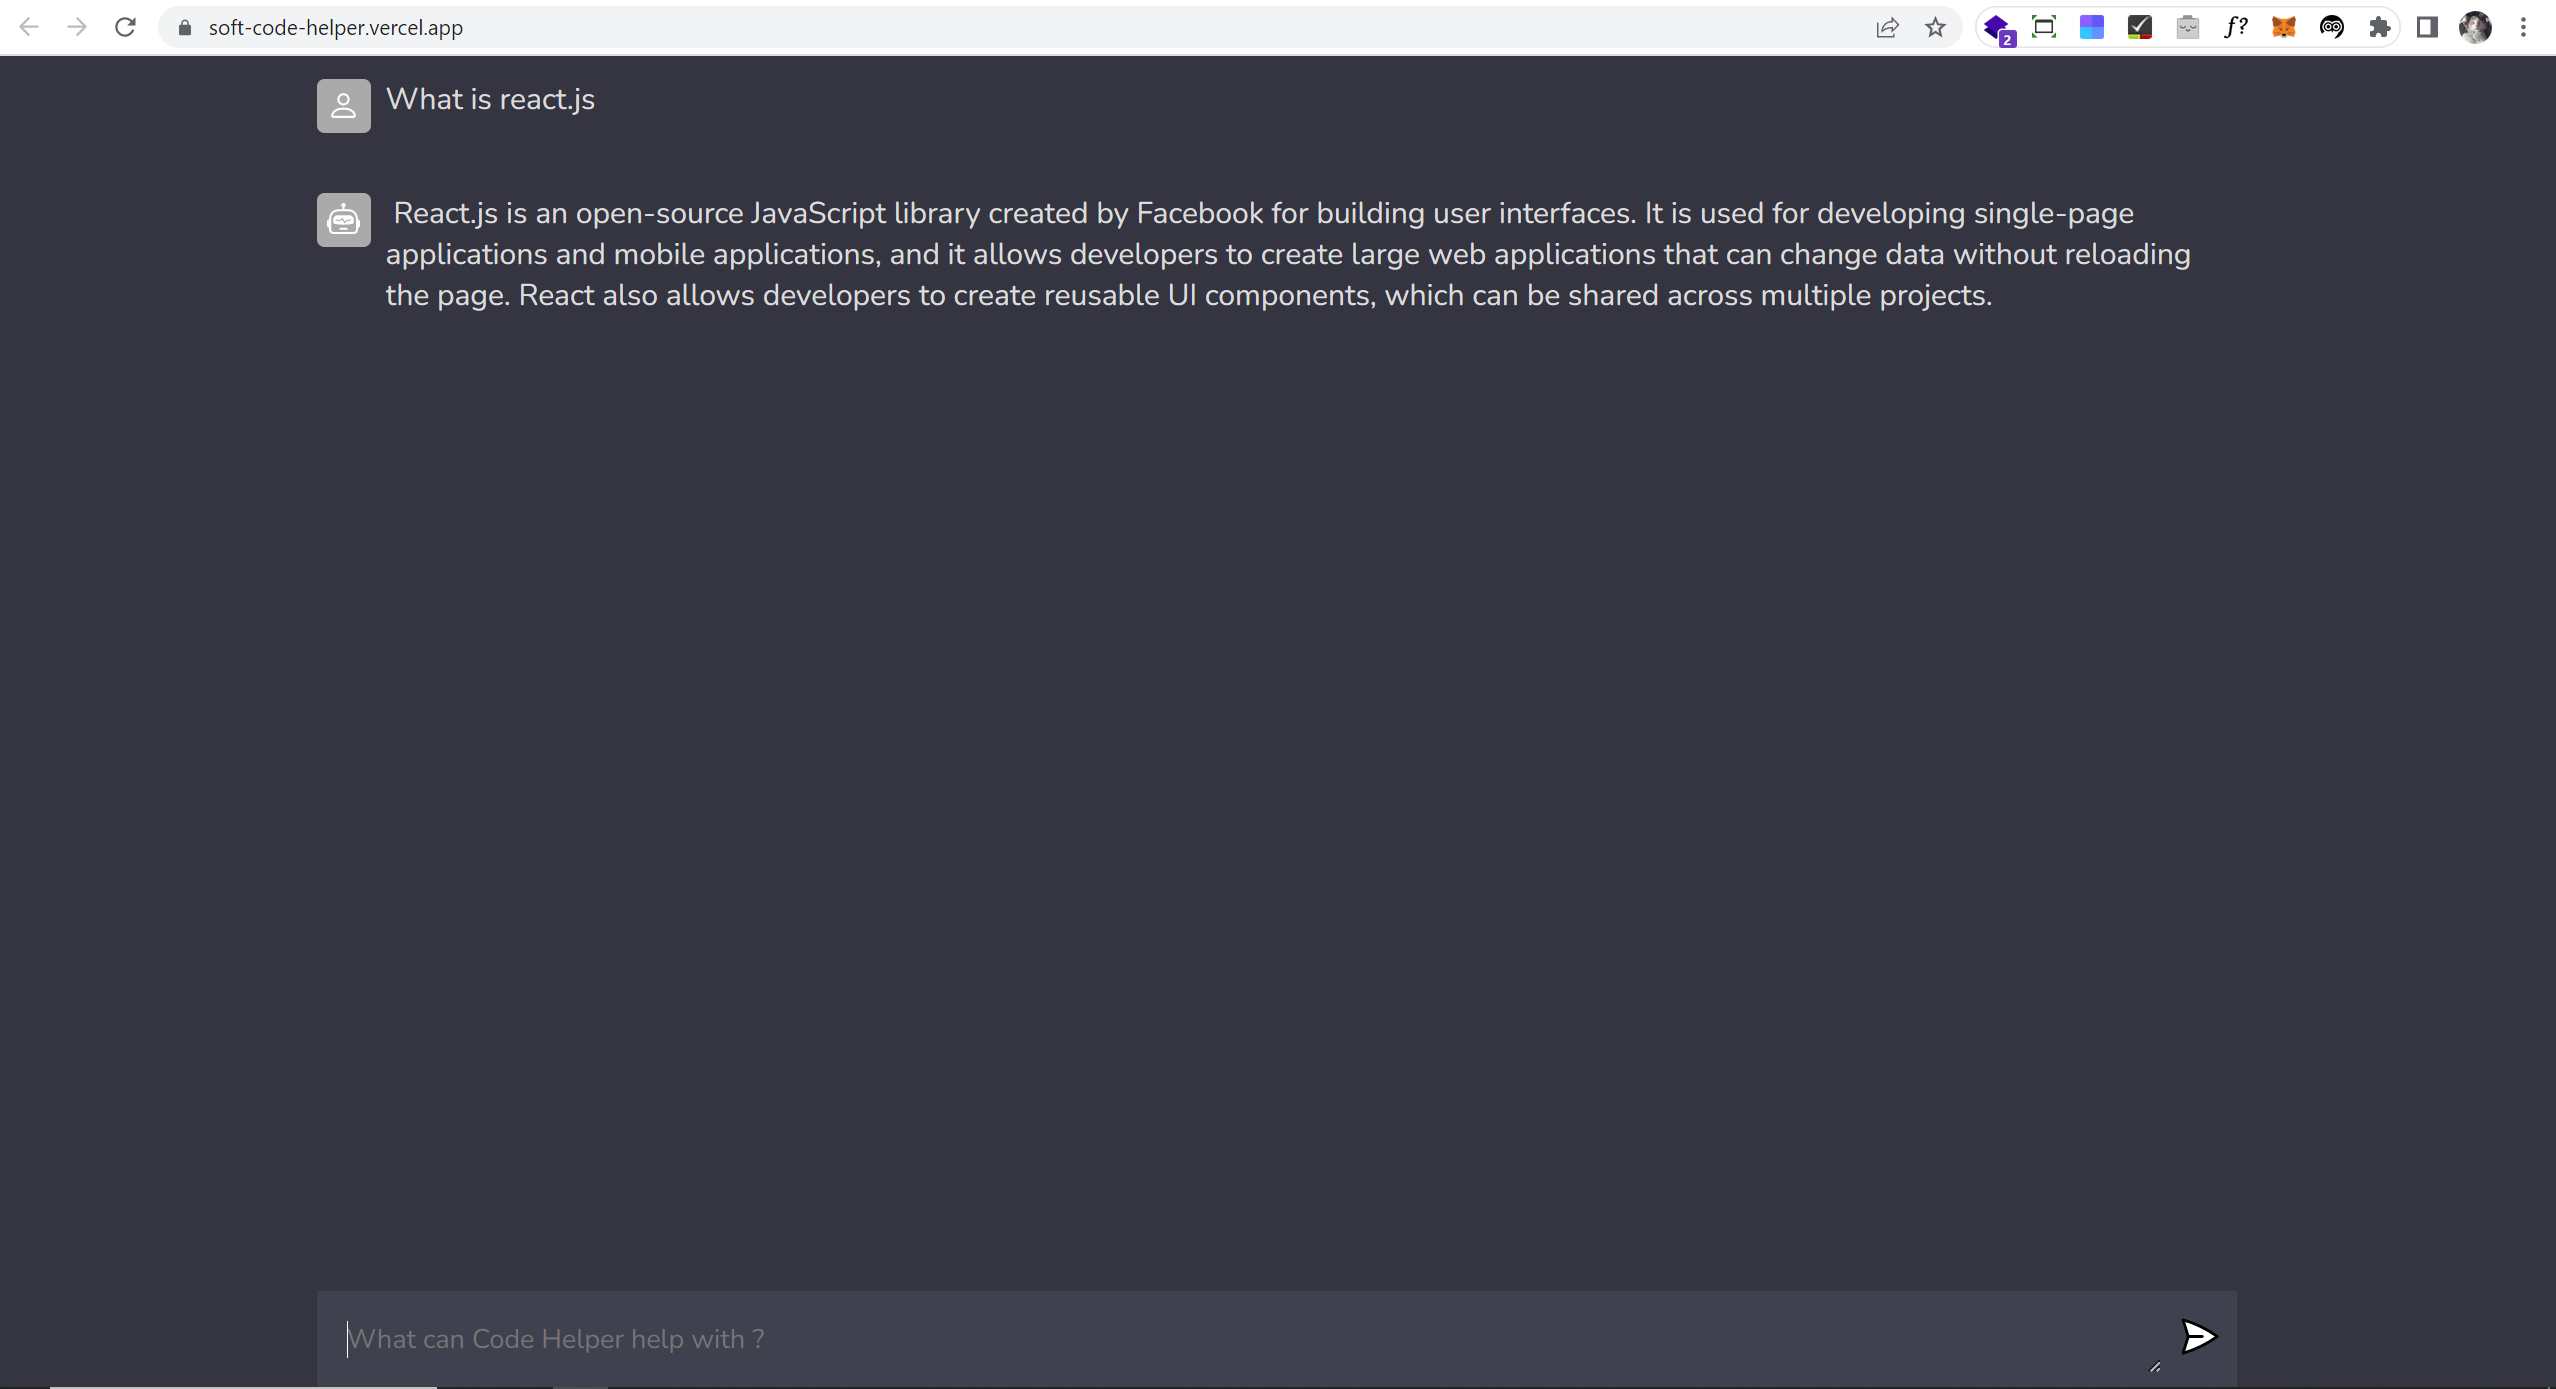 soft-code-helper.vercel.app
2
f?
What is react.js
React.js is an open-source JavaScript library created by Facebook for building user interfaces. It is used for developing single-page
applications and mobile applications, and it allows developers to create large web applications that can change data without reloading
the page. React also allows developers to create reusable UI components, which can be shared across multiple projects.
What can Code Helper help with ?